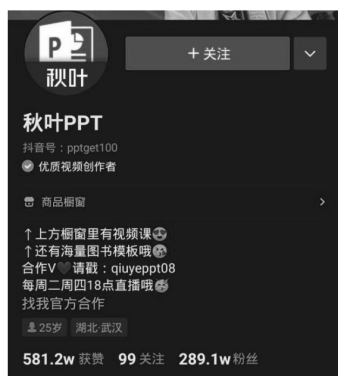 P
秋叶
+关注
秋叶PPT
抖音号：pptget100
优质视频创作者
商品橱窗
↑上方橱窗里有视频课😍
↑还有海量图书模板哦😘
合作V🖤请戳：qiuyeppt08
每周二周四18点直播哦🥳
找我官方合作
25岁 湖北·武汉
581.2w 获赞 99 关注 289.1w 粉丝